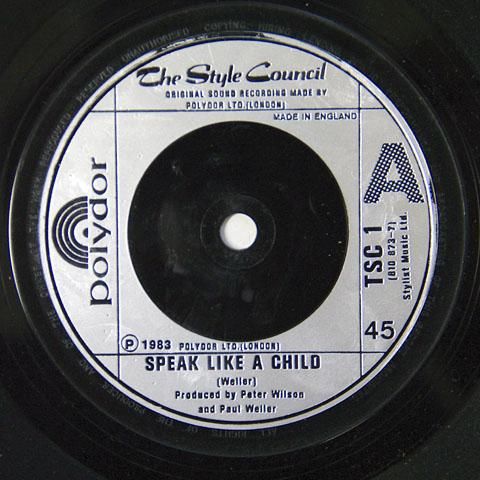 The Style Council
ORIGINAL SOUND RECORDING MADE BY
POLYDOR LTD.(LONDON)
MADE IN ENGLAND
polydor
A
TSC 1
(810 673-7)
Stylist Music Ltd.
45
P 1983 POLYDOR LTD.(LONDON)
SPEAK LIKE A CHILD
(Weller)
Produced by Peter Wilson
and Paul Weller